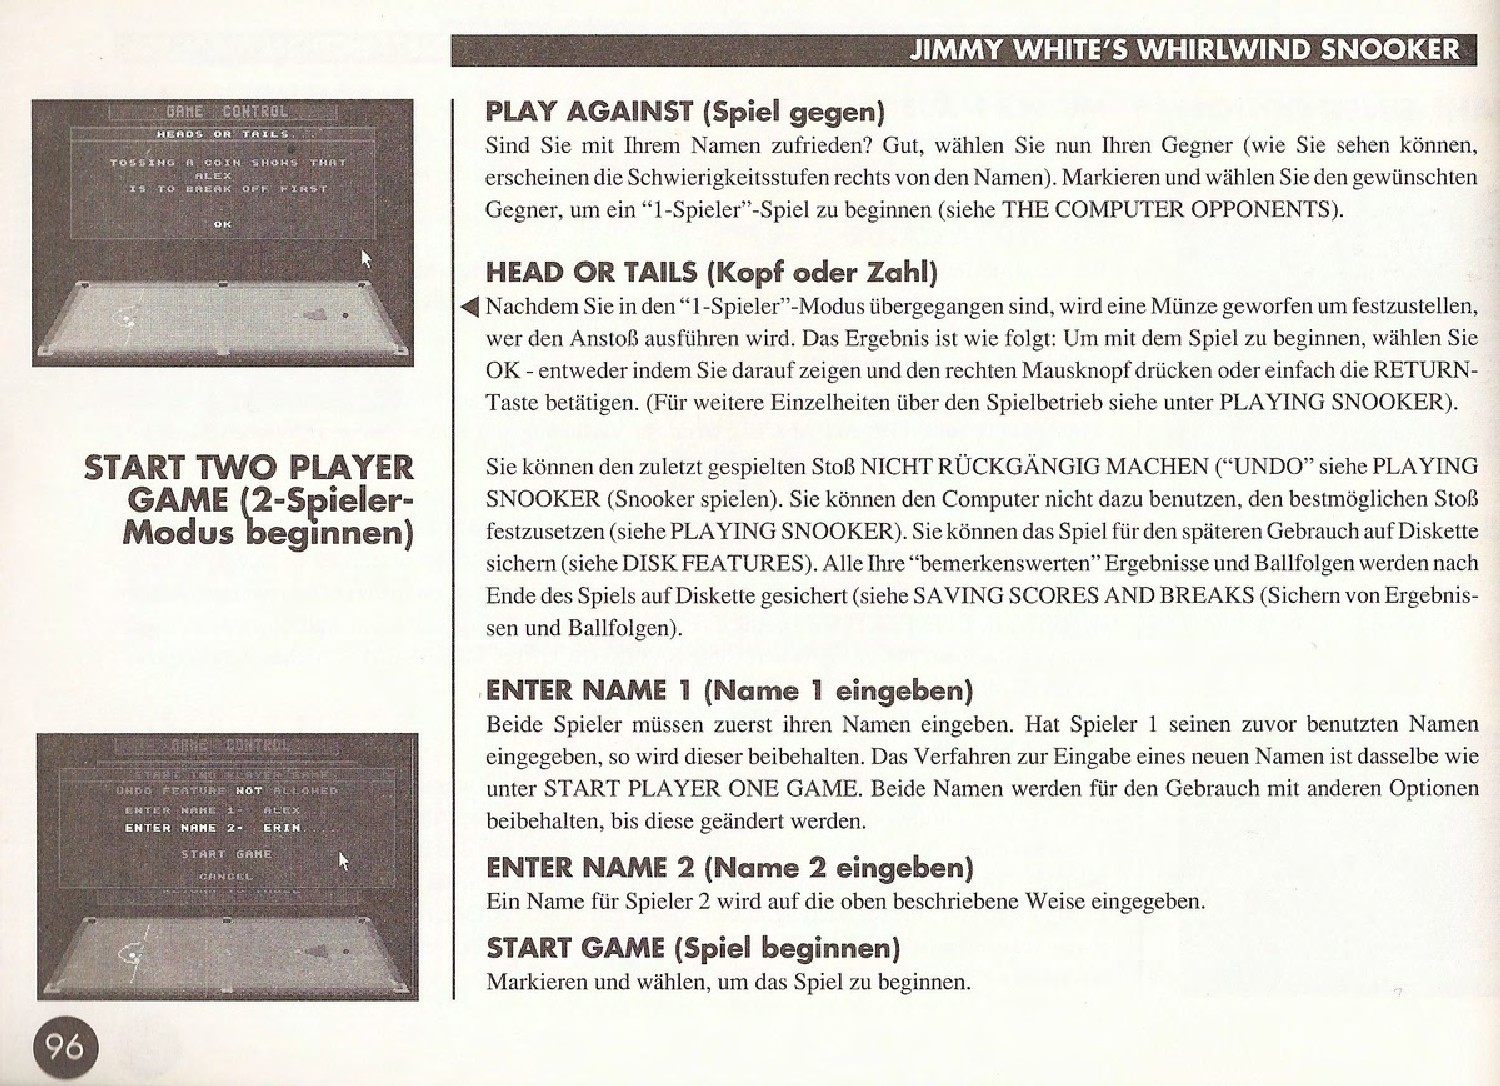 JIMMY WHITE'S WHIRLWIND SNOOKER
GAME CONTROL
HEADS OR TAILS
TOSSING A COIN SHOWS THAT
ALEX
IS TO BREAK OFF FIRST
OK
PLAY AGAINST (Spiel gegen)
Sind Sie mit Ihrem Namen zufrieden? Gut, wählen Sie nun Ihren Gegner (wie Sie sehen können,
erscheinen die Schwierigkeitsstufen rechts von den Namen). Markieren und wählen Sie den gewünschten
Gegner, um ein “1-Spieler”-Spiel zu beginnen (siehe THE COMPUTER OPPONENTS).
HEAD OR TAILS (Kopf oder Zahl)
Nachdem Sie in den “1-Spieler”-Modus übergegangen sind, wird eine Münze geworfen um festzustellen,
wer den Anstoß ausführen wird. Das Ergebnis ist wie folgt: Um mit dem Spiel zu beginnen, wählen Sie
OK - entweder indem Sie darauf zeigen und den rechten Mausknopf drücken oder einfach die RETURN-
Taste betätigen. (Für weitere Einzelheiten über den Spielbetrieb siehe unter PLAYING SNOOKER).
START TWO PLAYER
GAME (2-Spieler-
Modus beginnen)
Sie können den zuletzt gespielten Stoß NICHT RÜCKGÄNGIG MACHEN (“UNDO” siehe PLAYING
SNOOKER (Snooker spielen). Sie können den Computer nicht dazu benutzen, den bestmöglichen Stoß
festzusetzen (siehe PLAYING SNOOKER). Sie können das Spiel für den späteren Gebrauch auf Diskette
sichern (siehe DISK FEATURES). Alle Ihre “bemerkenswerten” Ergebnisse und Ballfolgen werden nach
Ende des Spiels auf Diskette gesichert (siehe SAVING SCORES AND BREAKS (Sichern von Ergebnis-
sen und Ballfolgen).
GAME CONTROL
START TWO PLAYER GAME
UNDO FEATURE NOT ALLOWED
ENTER NAME 1- ALEX
ENTER NAME 2- ERIN.....
START GAME
CANCEL
ENTER NAME 1 (Name 1 eingeben)
Beide Spieler müssen zuerst ihren Namen eingeben. Hat Spieler 1 seinen zuvor benutzten Namen
eingegeben, so wird dieser beibehalten. Das Verfahren zur Eingabe eines neuen Namen ist dasselbe wie
unter START PLAYER ONE GAME. Beide Namen werden für den Gebrauch mit anderen Optionen
beibehalten, bis diese geändert werden.
ENTER NAME 2 (Name 2 eingeben)
Ein Name für Spieler 2 wird auf die oben beschriebene Weise eingegeben.
START GAME (Spiel beginnen)
Markieren und wählen, um das Spiel zu beginnen.
96